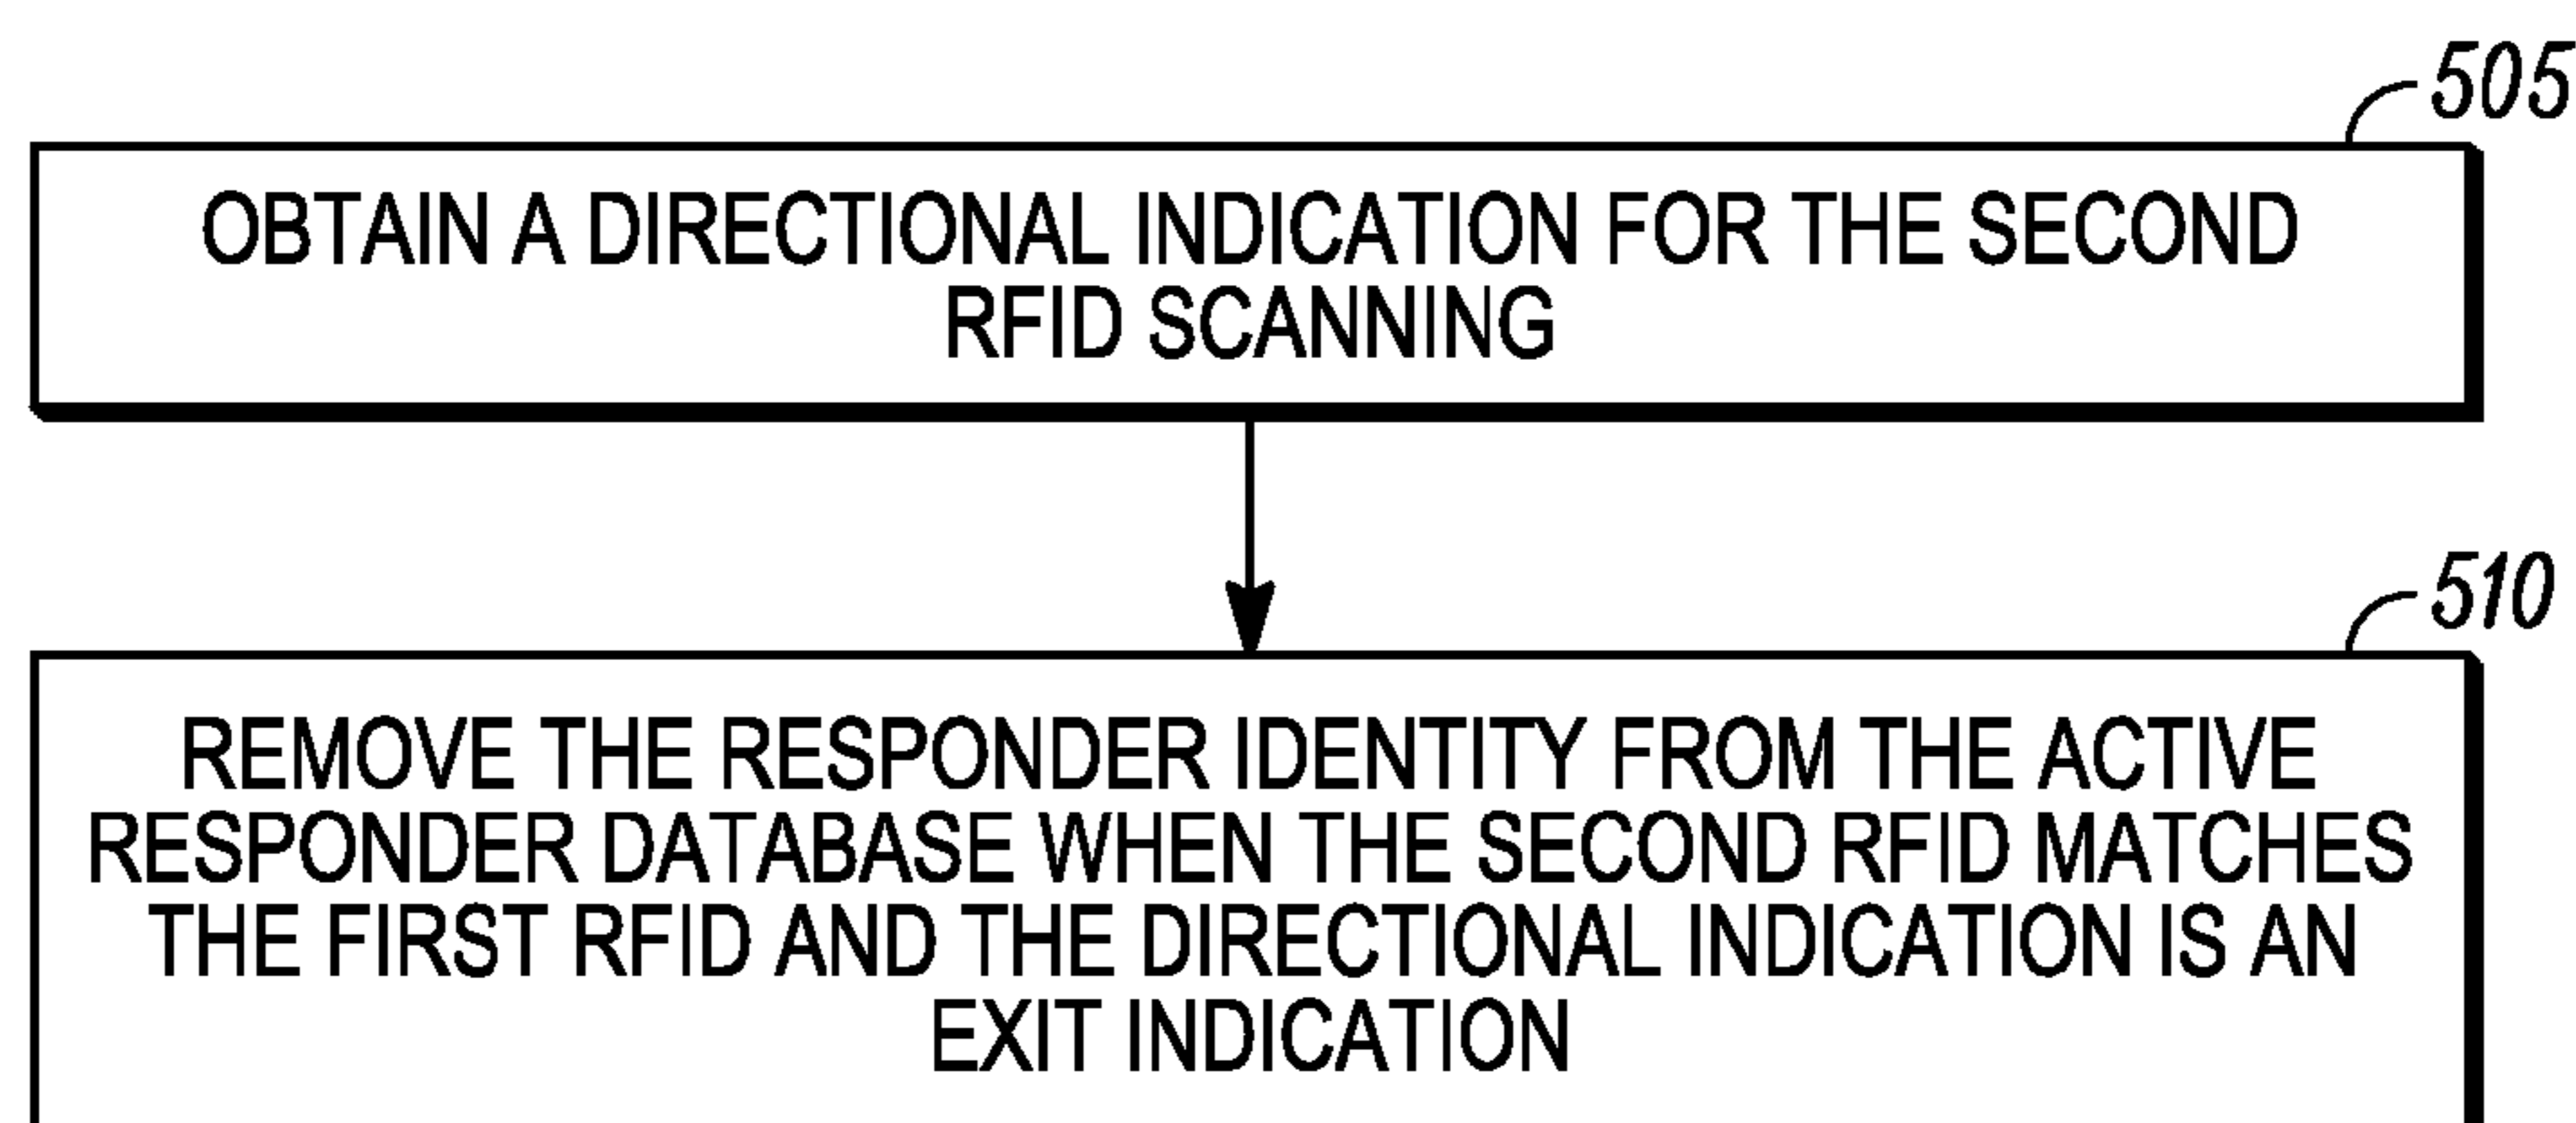 505
OBTAIN A DIRECTIONAL INDICATION FOR THE SECOND
RFID SCANNING
510
REMOVE THE RESPONDER IDENTITY FROM THE ACTIVE
RESPONDER DATABASE WHEN THE SECOND RFID MATCHES
THE FIRST RFID AND THE DIRECTIONAL INDICATION IS AN
EXIT INDICATION